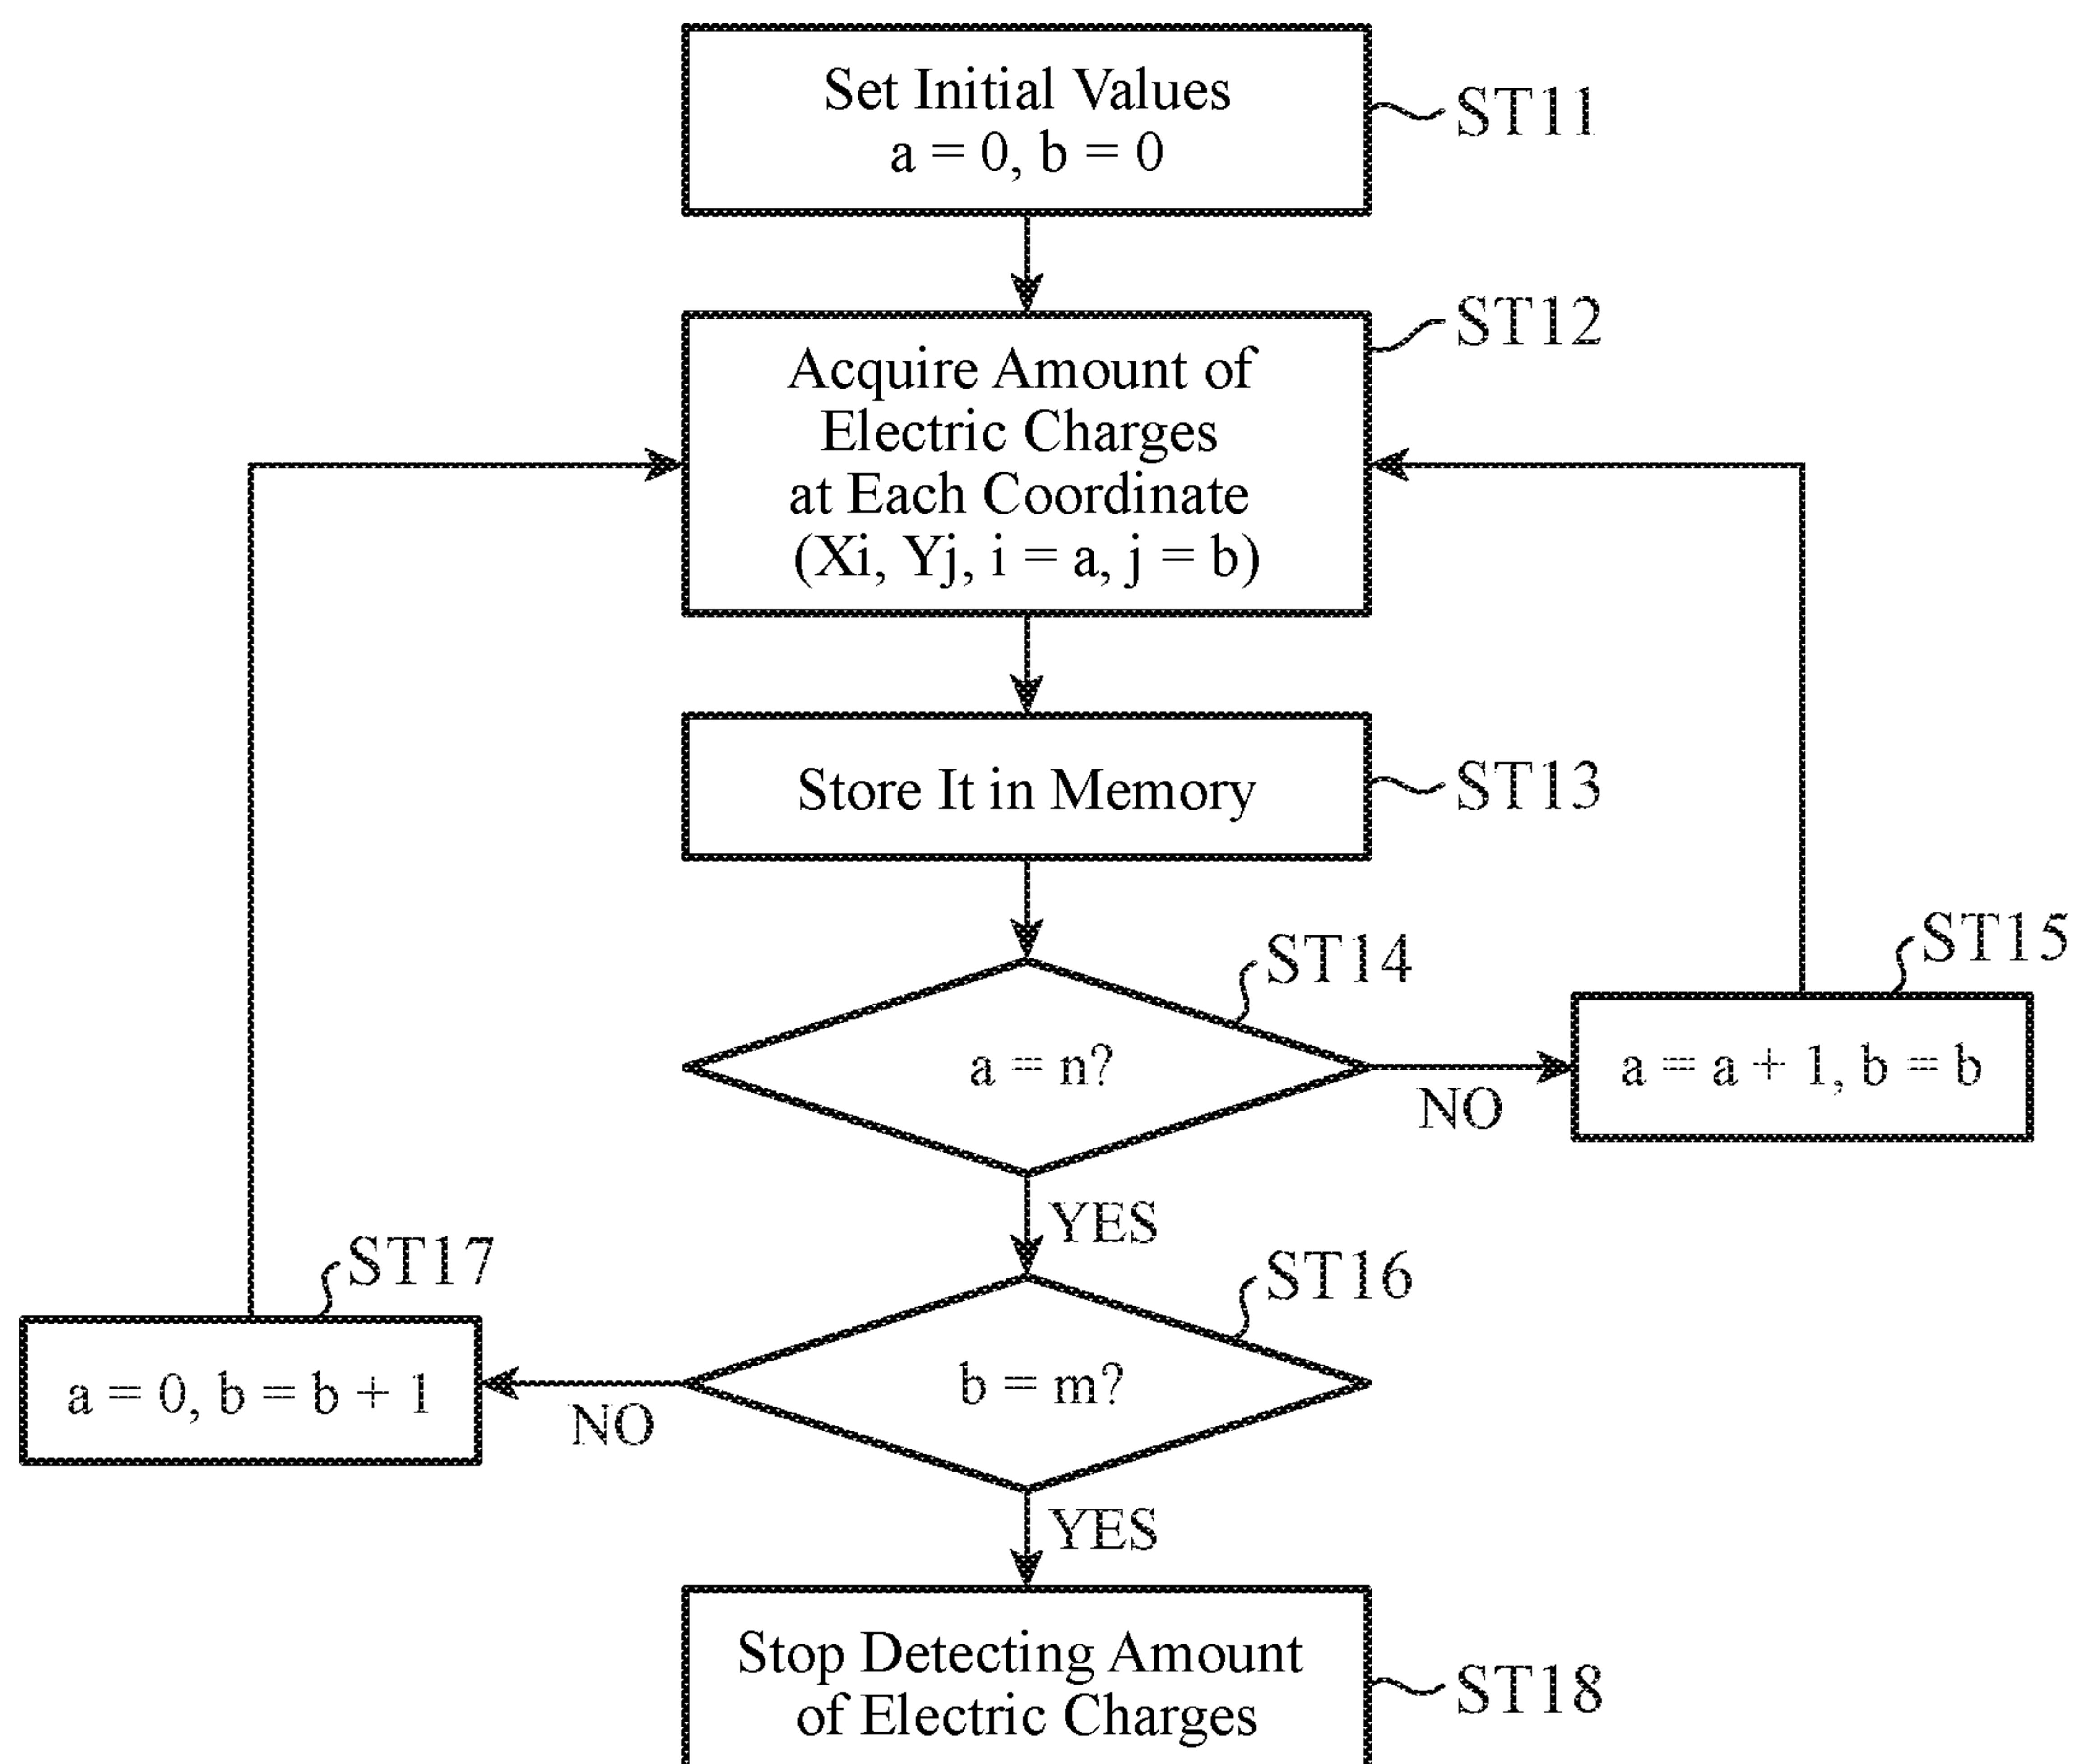 Set Initial Values
a = 0, b = 0
ST11
ST12
Acquire Amount of
Electric Charges
at Each Coordinate
(Xi, Yj, i = a, j = b)
Store It in Memory
ST13
ST14
a = n?
NO
ST15
a = a + 1, b = b
YES
ST16
b = m?
NO
ST17
a = 0, b = b + 1
YES
Stop Detecting Amount
of Electric Charges
ST18